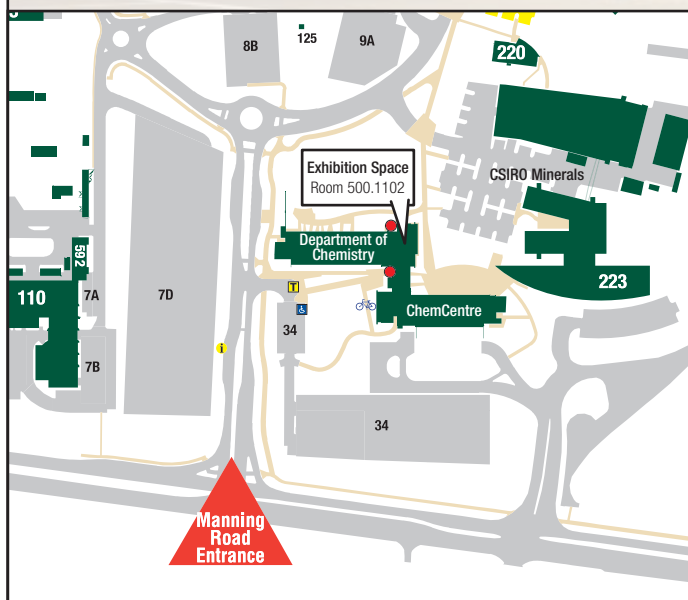 8B
125
9A
220
CSIRO Minerals
Exhibition Space
Room 500.1102
Department of
Chemistry
592
223
110
7A
7D
T
34
ChemCentre
i
7B
34
Manning
Road
Entrance